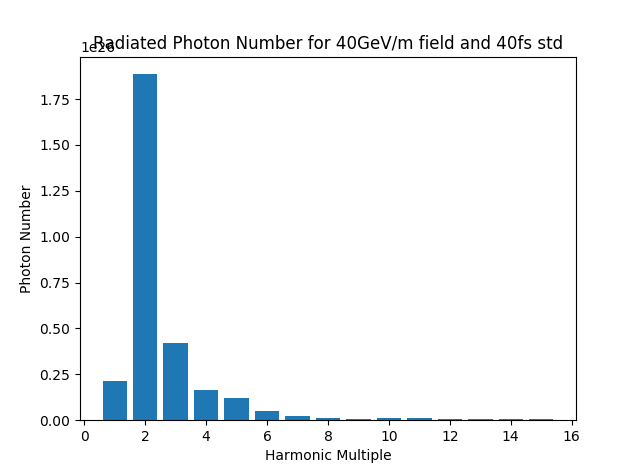 Radiated Photon Number for 40GeV/m field and 40fs std
1e26
1.75
1.50
1.25
1.00
0.75
0.50
0.25
0.00
Photon Number
0 2 4 6 8 10 12 14 16
Harmonic Multiple